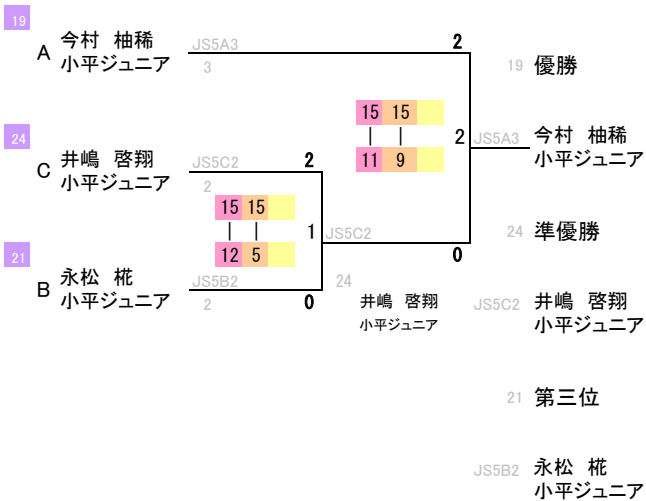 19
A 今村 柚稀 JS5A3 2
小平ジュニア 3
19 優勝
15 15
2 JS5A3 今村 柚稀
小平ジュニア
11 9
24
C 井嶋 啓翔 JS5C2 2
小平ジュニア 2
15 15
1 JS5C2
24 準優勝
12 5
0
21
B 永松 椛 JS5B2 0
小平ジュニア 2
24
井嶋 啓翔
小平ジュニア
JS5C2 井嶋 啓翔
小平ジュニア
21 第三位
JS5B2 永松 椛
小平ジュニア